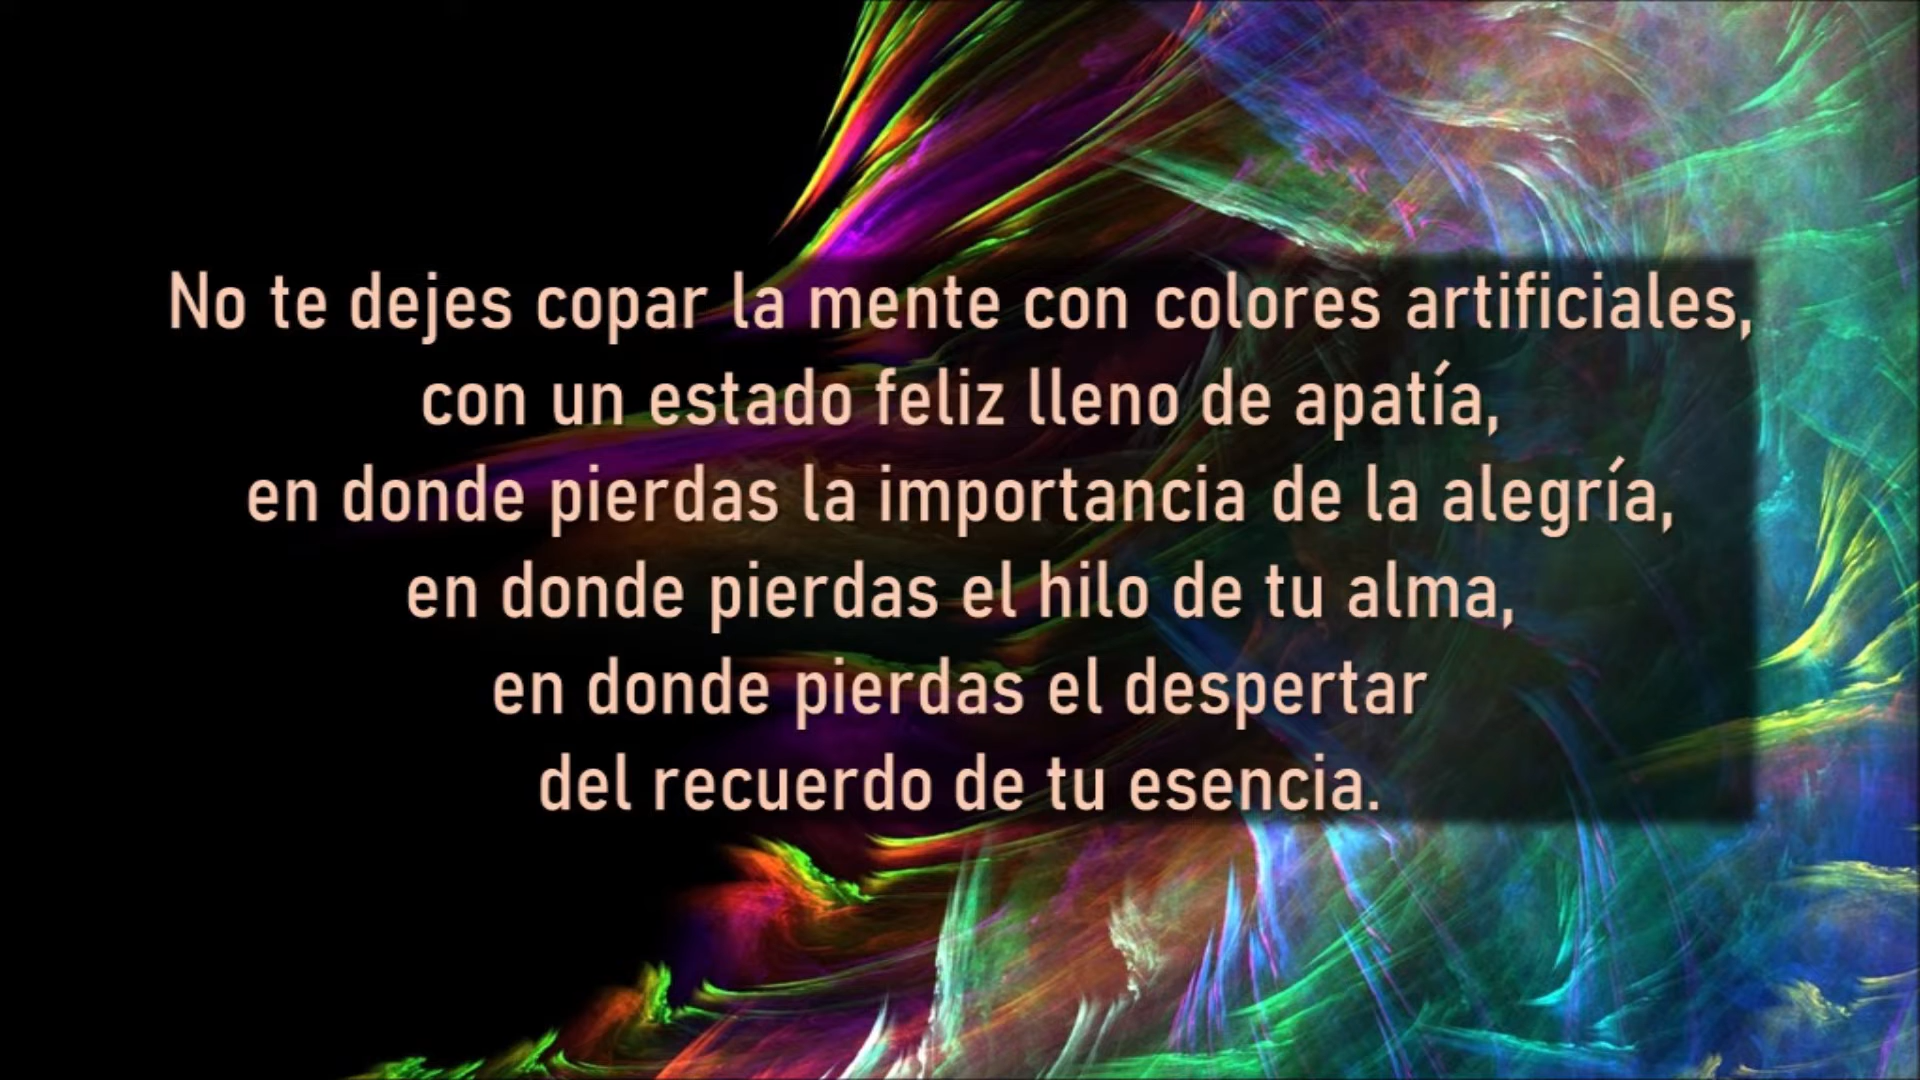 No te dejes copar la mente con colores artificiales,
con un estado feliz lleno de apatía,
en donde pierdas la importancia de la alegría,
en donde pierdas el hilo de tu alma,
en donde pierdas el despertar
del recuerdo de tu esencia.